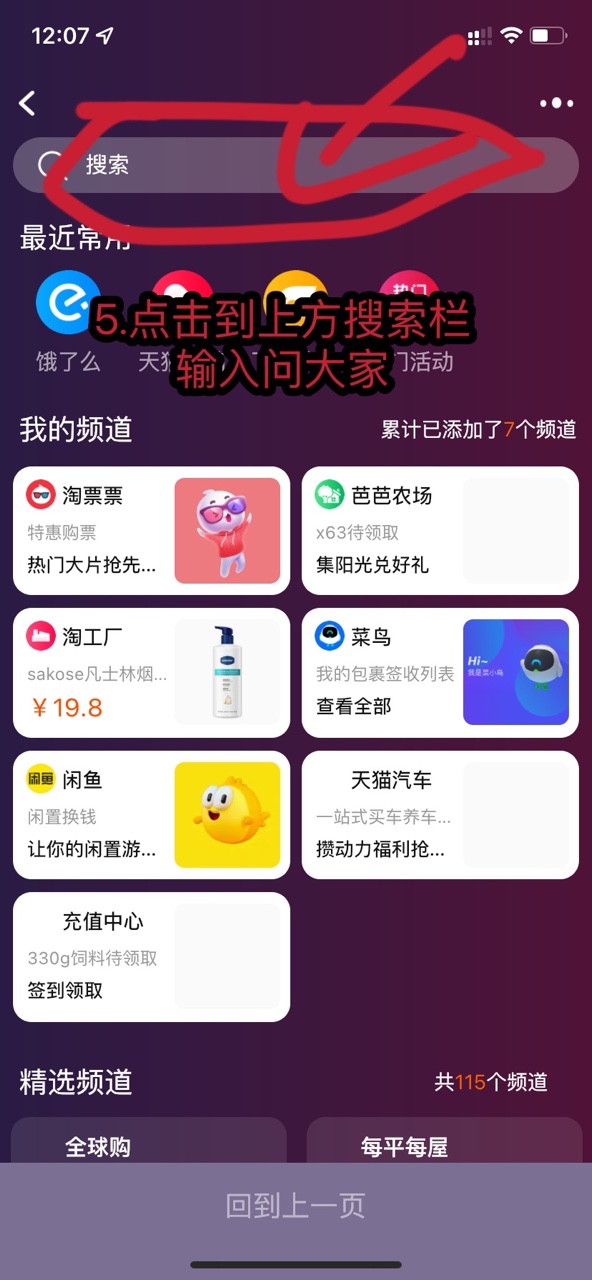 12:07
搜索
最近常用
热门
饿了么
天猫
门活动
5.点击到上方搜索栏
输入问大家
我的频道
累计已添加了7个频道
淘票票
特惠购票
热门大片抢先...
芭芭农场
x63待领取
集阳光兑好礼
淘工厂
sakose凡士林烟...
￥19.8
菜鸟
我的包裹签收列表
查看全部
Hi~
我是菜小鸟
闲鱼
闲鱼
闲置换钱
让你的闲置游...
天猫汽车
一站式买车养车...
攒动力福利抢...
充值中心
330g饲料待领取
签到领取
精选频道
共115个频道
全球购
每平每屋
回到上一页